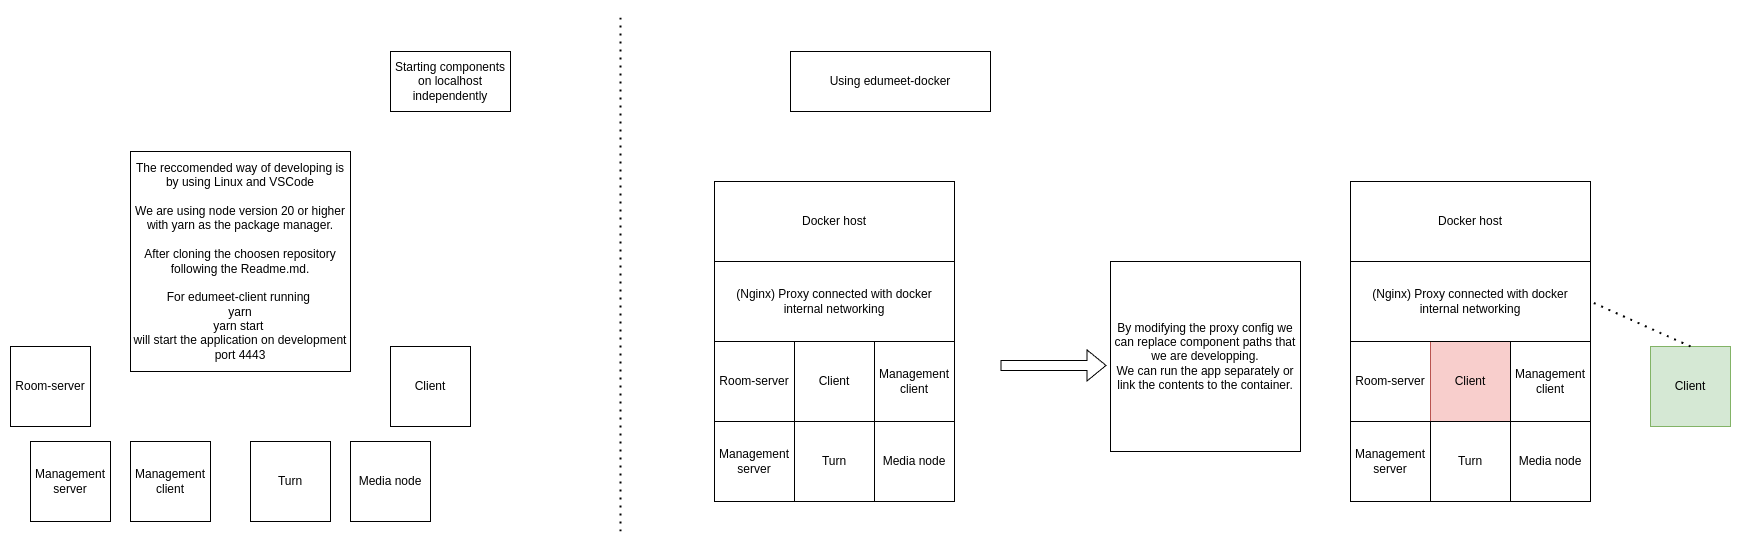 Starting components
on localhost
independently
The reccomended way of developing is
by using Linux and VSCode
We are using node version 20 or higher
with yarn as the package manager.
After cloning the choosen repository
following the Readme.md.
For edumeet-client running
yarn
yarn start
will start the application on development
port 4443
Room-server
Client
Management
server
Management
client
Turn
Media node
Using edumeet-docker
Docker host
(Nginx) Proxy connected with docker
internal networking
Room-server
Client
Management
client
Management
server
Turn
Media node
By modifying the proxy config we
can replace component paths that
we are developping.
We can run the app separately or
link the contents to the container.
Docker host
(Nginx) Proxy connected with docker
internal networking
Room-server
Client
Management
client
Management
server
Turn
Media node
Client